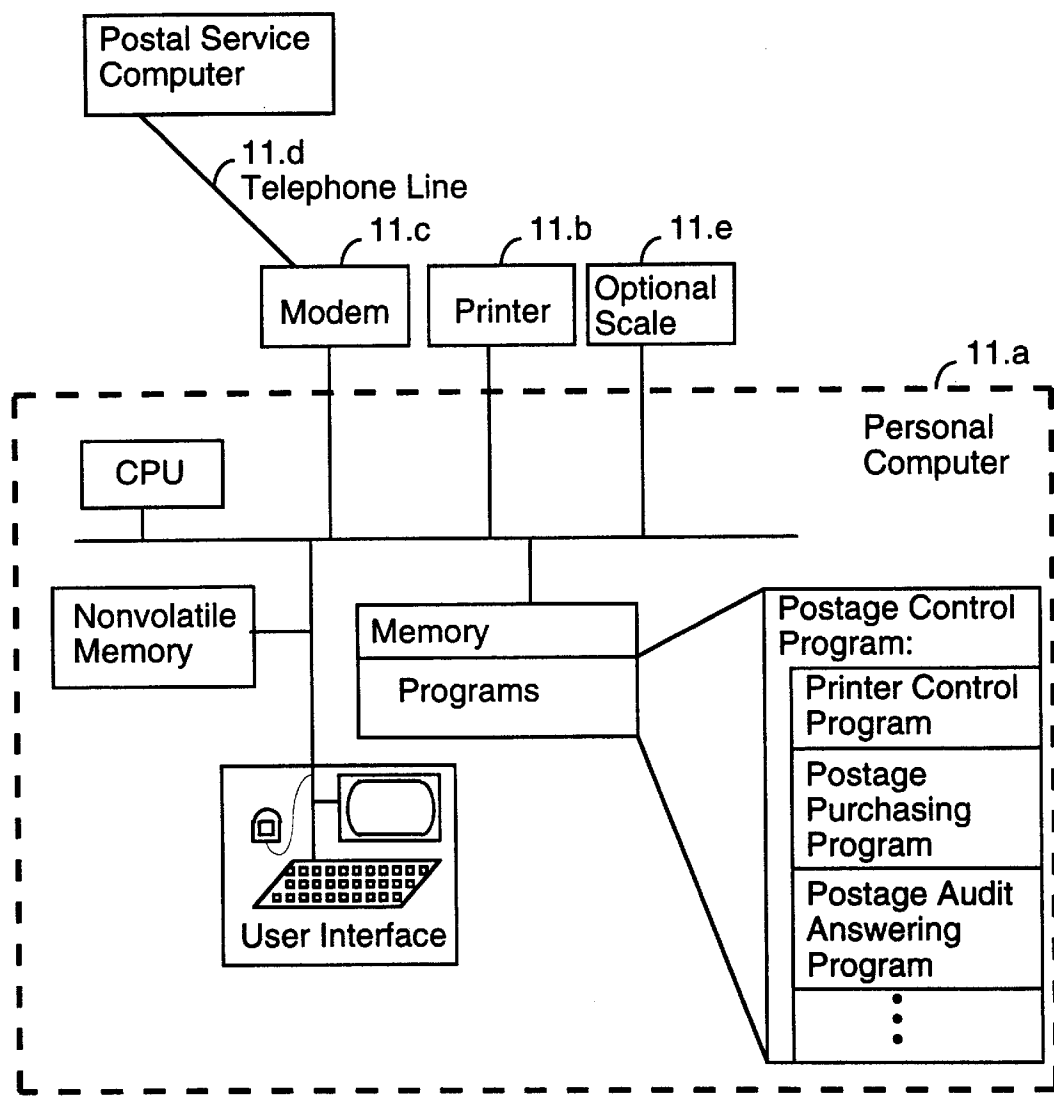 Postal Service
Computer
11.d
Telephone Line
11.c
11.b
11.e
Modem
Printer
Optional
Scale
11.a
Personal
Computer
CPU
Nonvolatile
Memory
Memory
Programs
Postage Control
Program:
Printer Control
Program
Postage
Purchasing
Program
Postage Audit
Answering
Program
User Interface